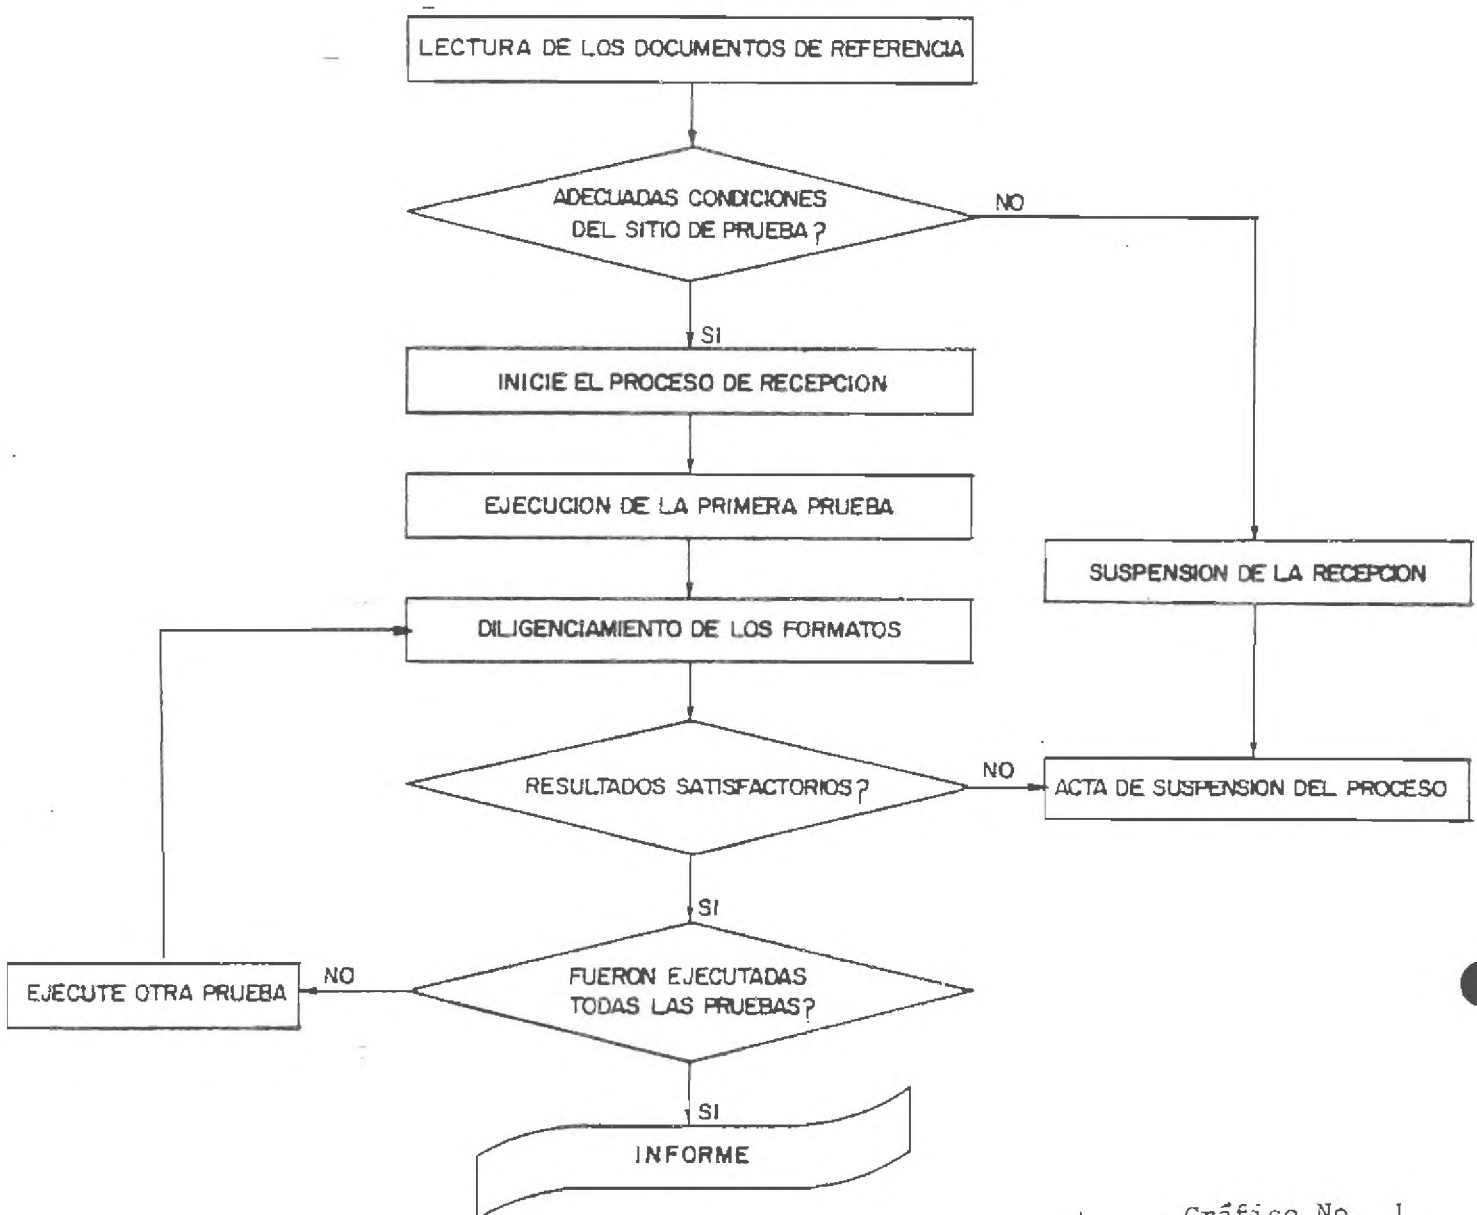 LECTURA DE LOS DOCUMENTOS DE REFERENCIA
ADECUADAS CONDICIONES
DEL SITIO DE PRUEBA?
NO
SI
INICIE EL PROCESO DE RECEPCION
EJECUCION DE LA PRIMERA PRUEBA
SUSPENSION DE LA RECEPCION
DILIGENCIAMIENTO DE LOS FORMATOS
RESULTADOS SATISFACTORIOS?
NO
ACTA DE SUSPENSION DEL PROCESO
SI
FUERON EJECUTADAS
TODAS LAS PRUEBAS?
NO
EJECUTE OTRA PRUEBA
SI
INFORME
Gráfico No. 1